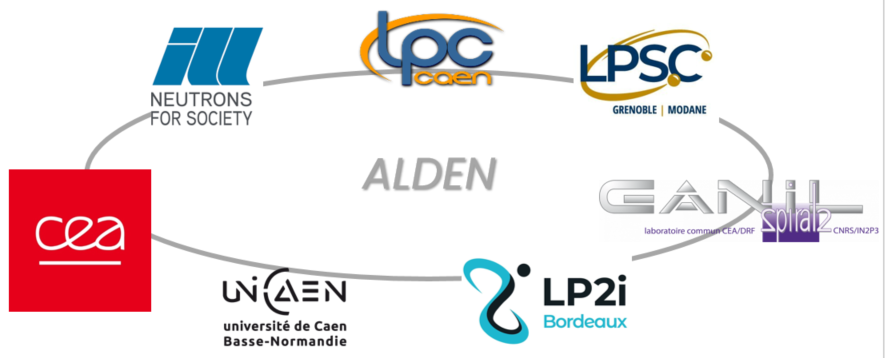 ill
NEUTRONS
FOR SOCIETY
LPC
caen
LPSC
GRENOBLE | MODANE
ALDEN
cea
GANIL
spiral2
laboratoire commun CEA/DRF
CNRS/IN2P3
UNICAEN
université de Caen
Basse-Normandie
LP2i
Bordeaux